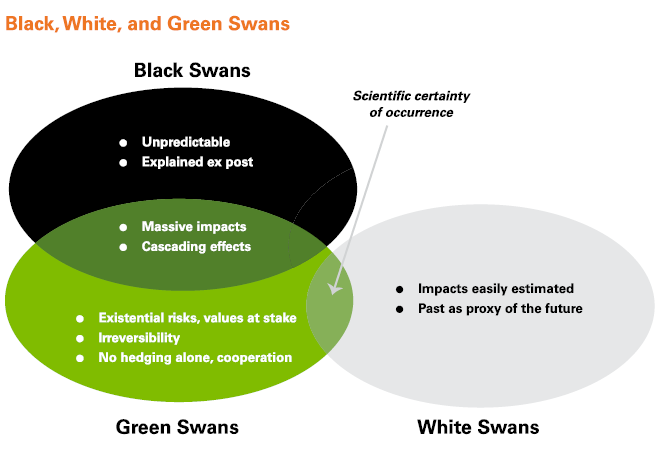 Black, White, and Green Swans
Black Swans
Scientific certainty
of occurrence
Unpredictable
Explained ex post
Massive impacts
Cascading effects
Impacts easily estimated
Past as proxy of the future
Existential risks, values at stake
Irreversibility
No hedging alone, cooperation
Green Swans
White Swans